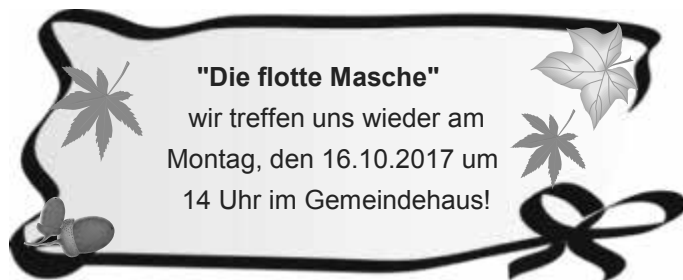 "Die flotte Masche"
wir treffen uns wieder am
Montag, den 16.10.2017 um
14 Uhr im Gemeindehaus!